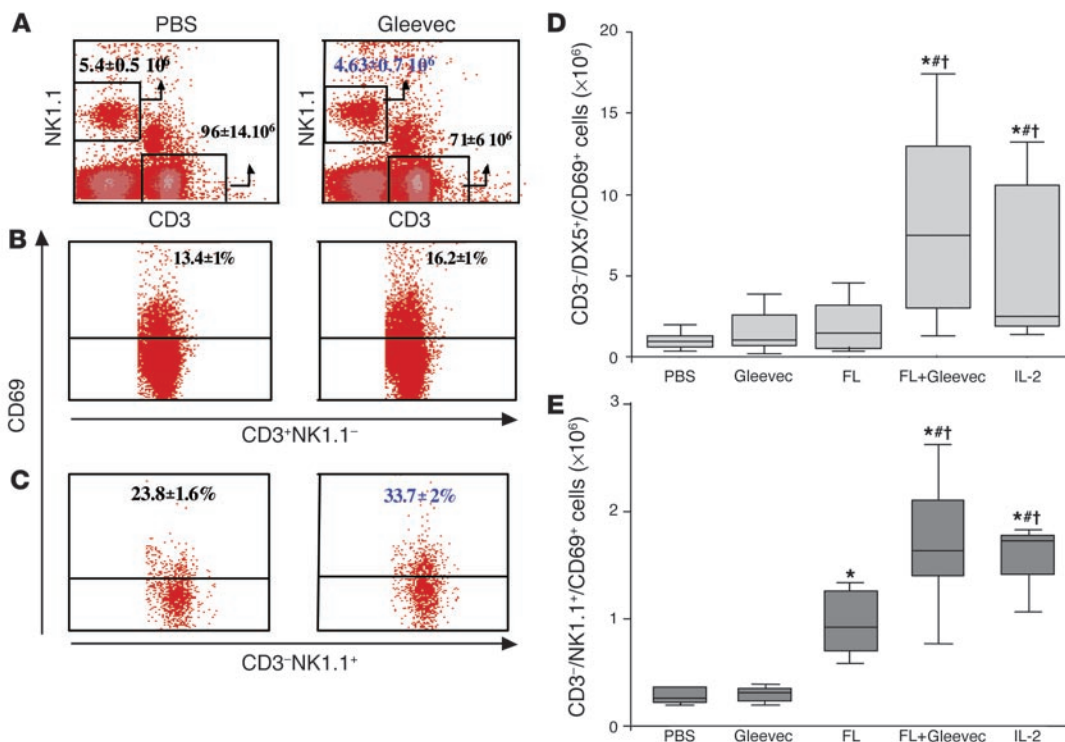 A
PBS
Gleevec
5.4±0.5 10⁶
4.63±0.7 10⁶
96±14.10⁶
71±6 10⁶
NK1.1
NK1.1
CD3
CD3
B
13.4±1%
16.2±1%
CD3⁺NK1.1⁻
CD69
C
23.8±1.6%
33.7±2%
CD3⁻NK1.1⁺
D
CD3⁻/DX5⁺/CD69⁺ cells (×10⁶)
20
15
10
5
0
*#†
*#†
PBS Gleevec FL FL+Gleevec IL-2
E
CD3⁻/NK1.1⁺/CD69⁺ cells (×10⁶)
3
2
1
0
*
*#†
*#†
PBS Gleevec FL FL+Gleevec IL-2